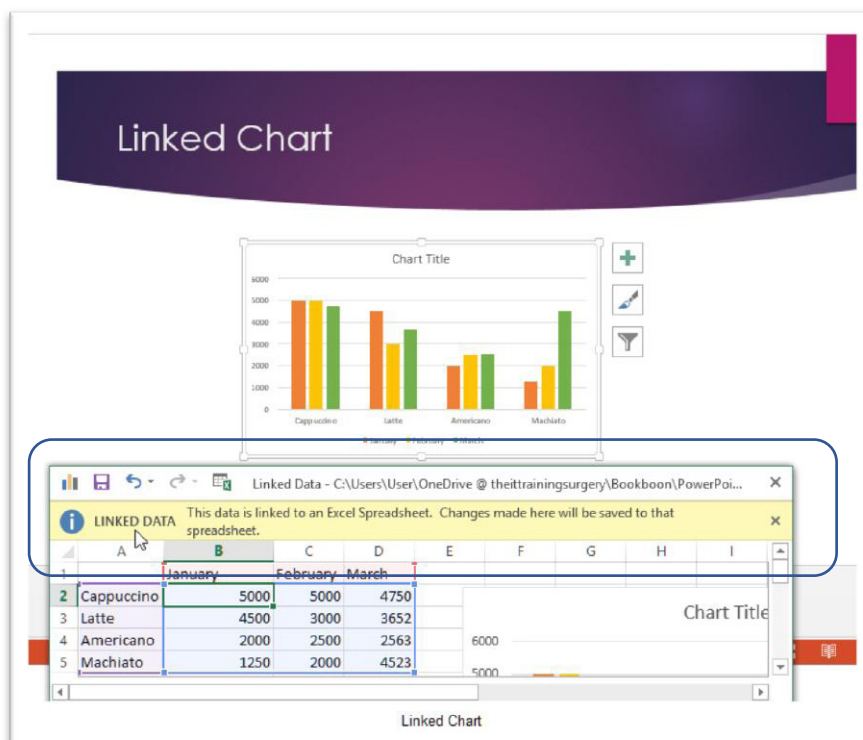 Linked Chart
Chart Title
6000
5000
4000
3000
2000
1000
0
Cappuccino Latte Americano Machiato
January February March
Linked Data - C:\Users\User\OneDrive @ theittrainingsurgery\Bookboon\PowerPoi...
LINKED DATA This data is linked to an Excel Spreadsheet. Changes made here will be saved to that
spreadsheet.
A B C D E F G H I
1 January February March
2 Cappuccino 5000 5000 4750
3 Latte 4500 3000 3652
4 Americano 2000 2500 2563
5 Machiato 1250 2000 4523
Chart Title
6000
5000
Linked Chart